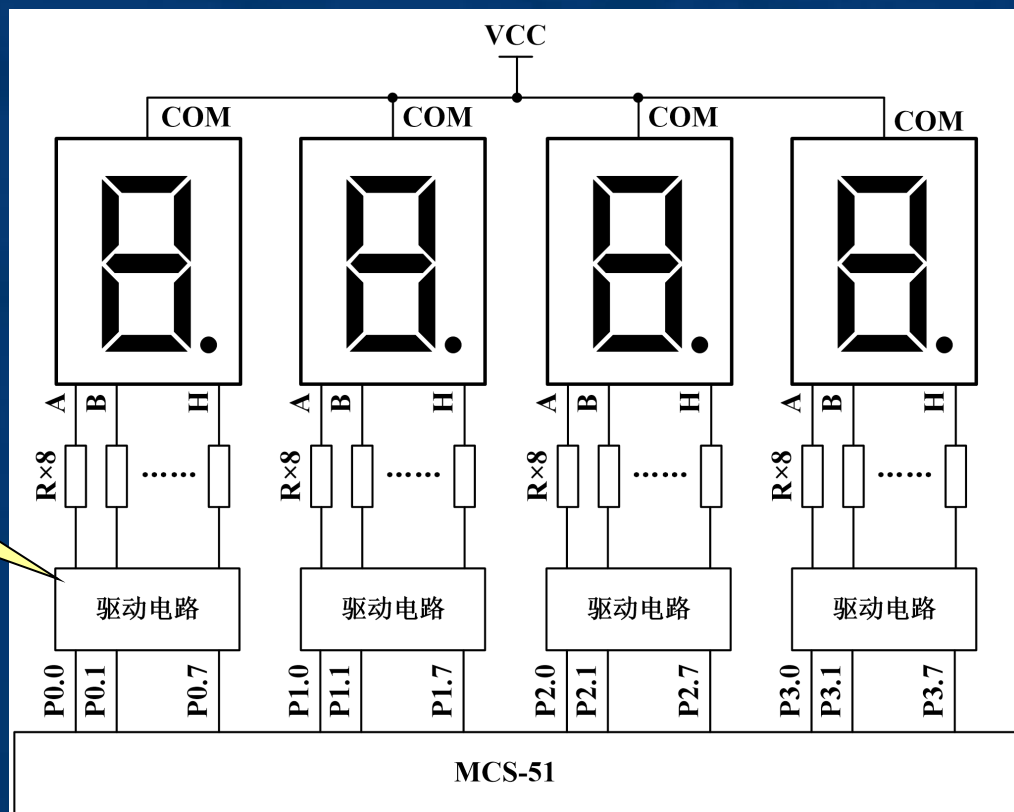 VCC
COM COM COM COM
A B H A B H A B H A B H
R×8 ...... R×8 ...... R×8 ...... R×8 ......
驱动电路 驱动电路 驱动电路 驱动电路
P0.0 P0.1 P0.7 P1.0 P1.1 P1.7 P2.0 P2.1 P2.7 P3.0 P3.1 P3.7
MCS-51